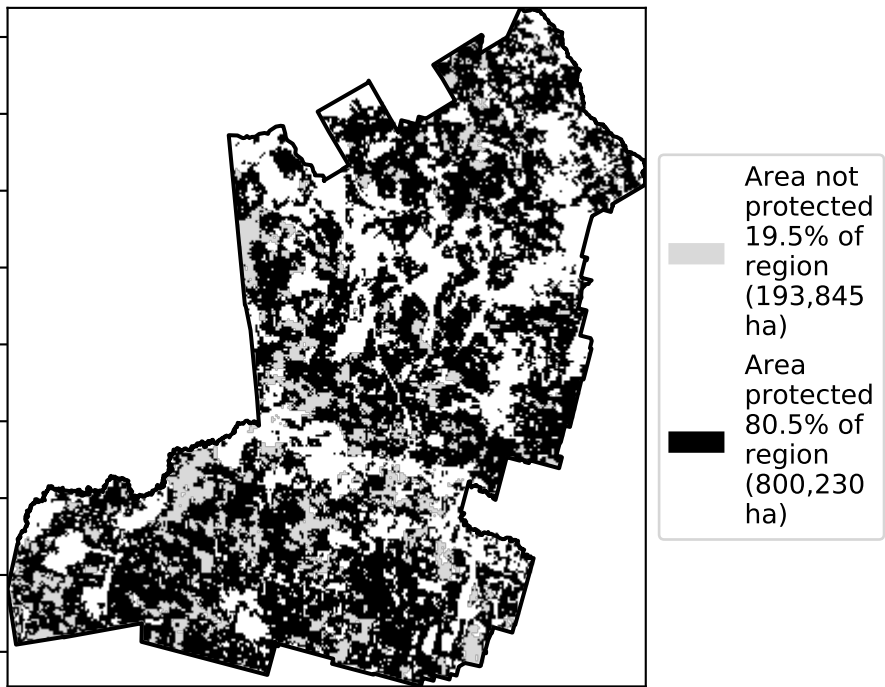 Area not
protected
19.5% of
region
(193,845
ha)
Area
protected
80.5% of
region
(800,230
ha)